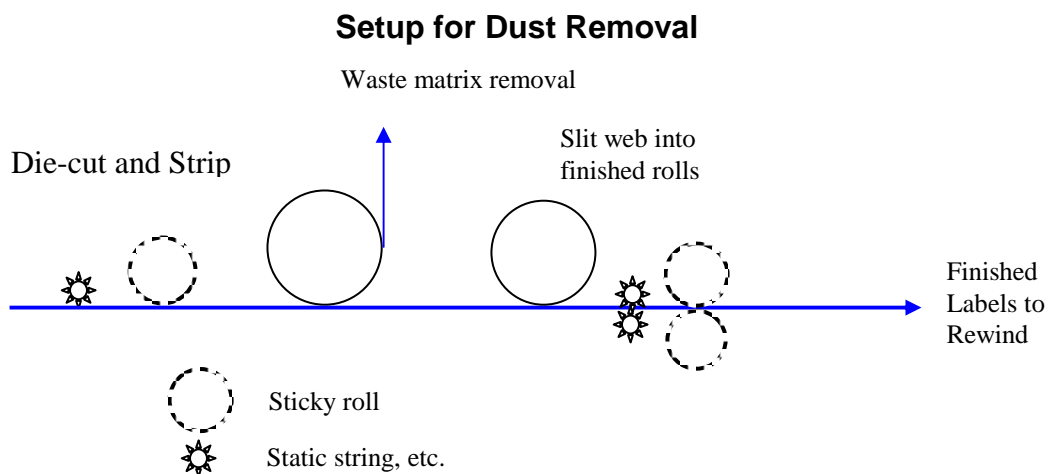 Setup for Dust Removal
Waste matrix removal
Slit web into
finished rolls
Die-cut and Strip
Finished
Labels to
Rewind
Sticky roll
Static string, etc.